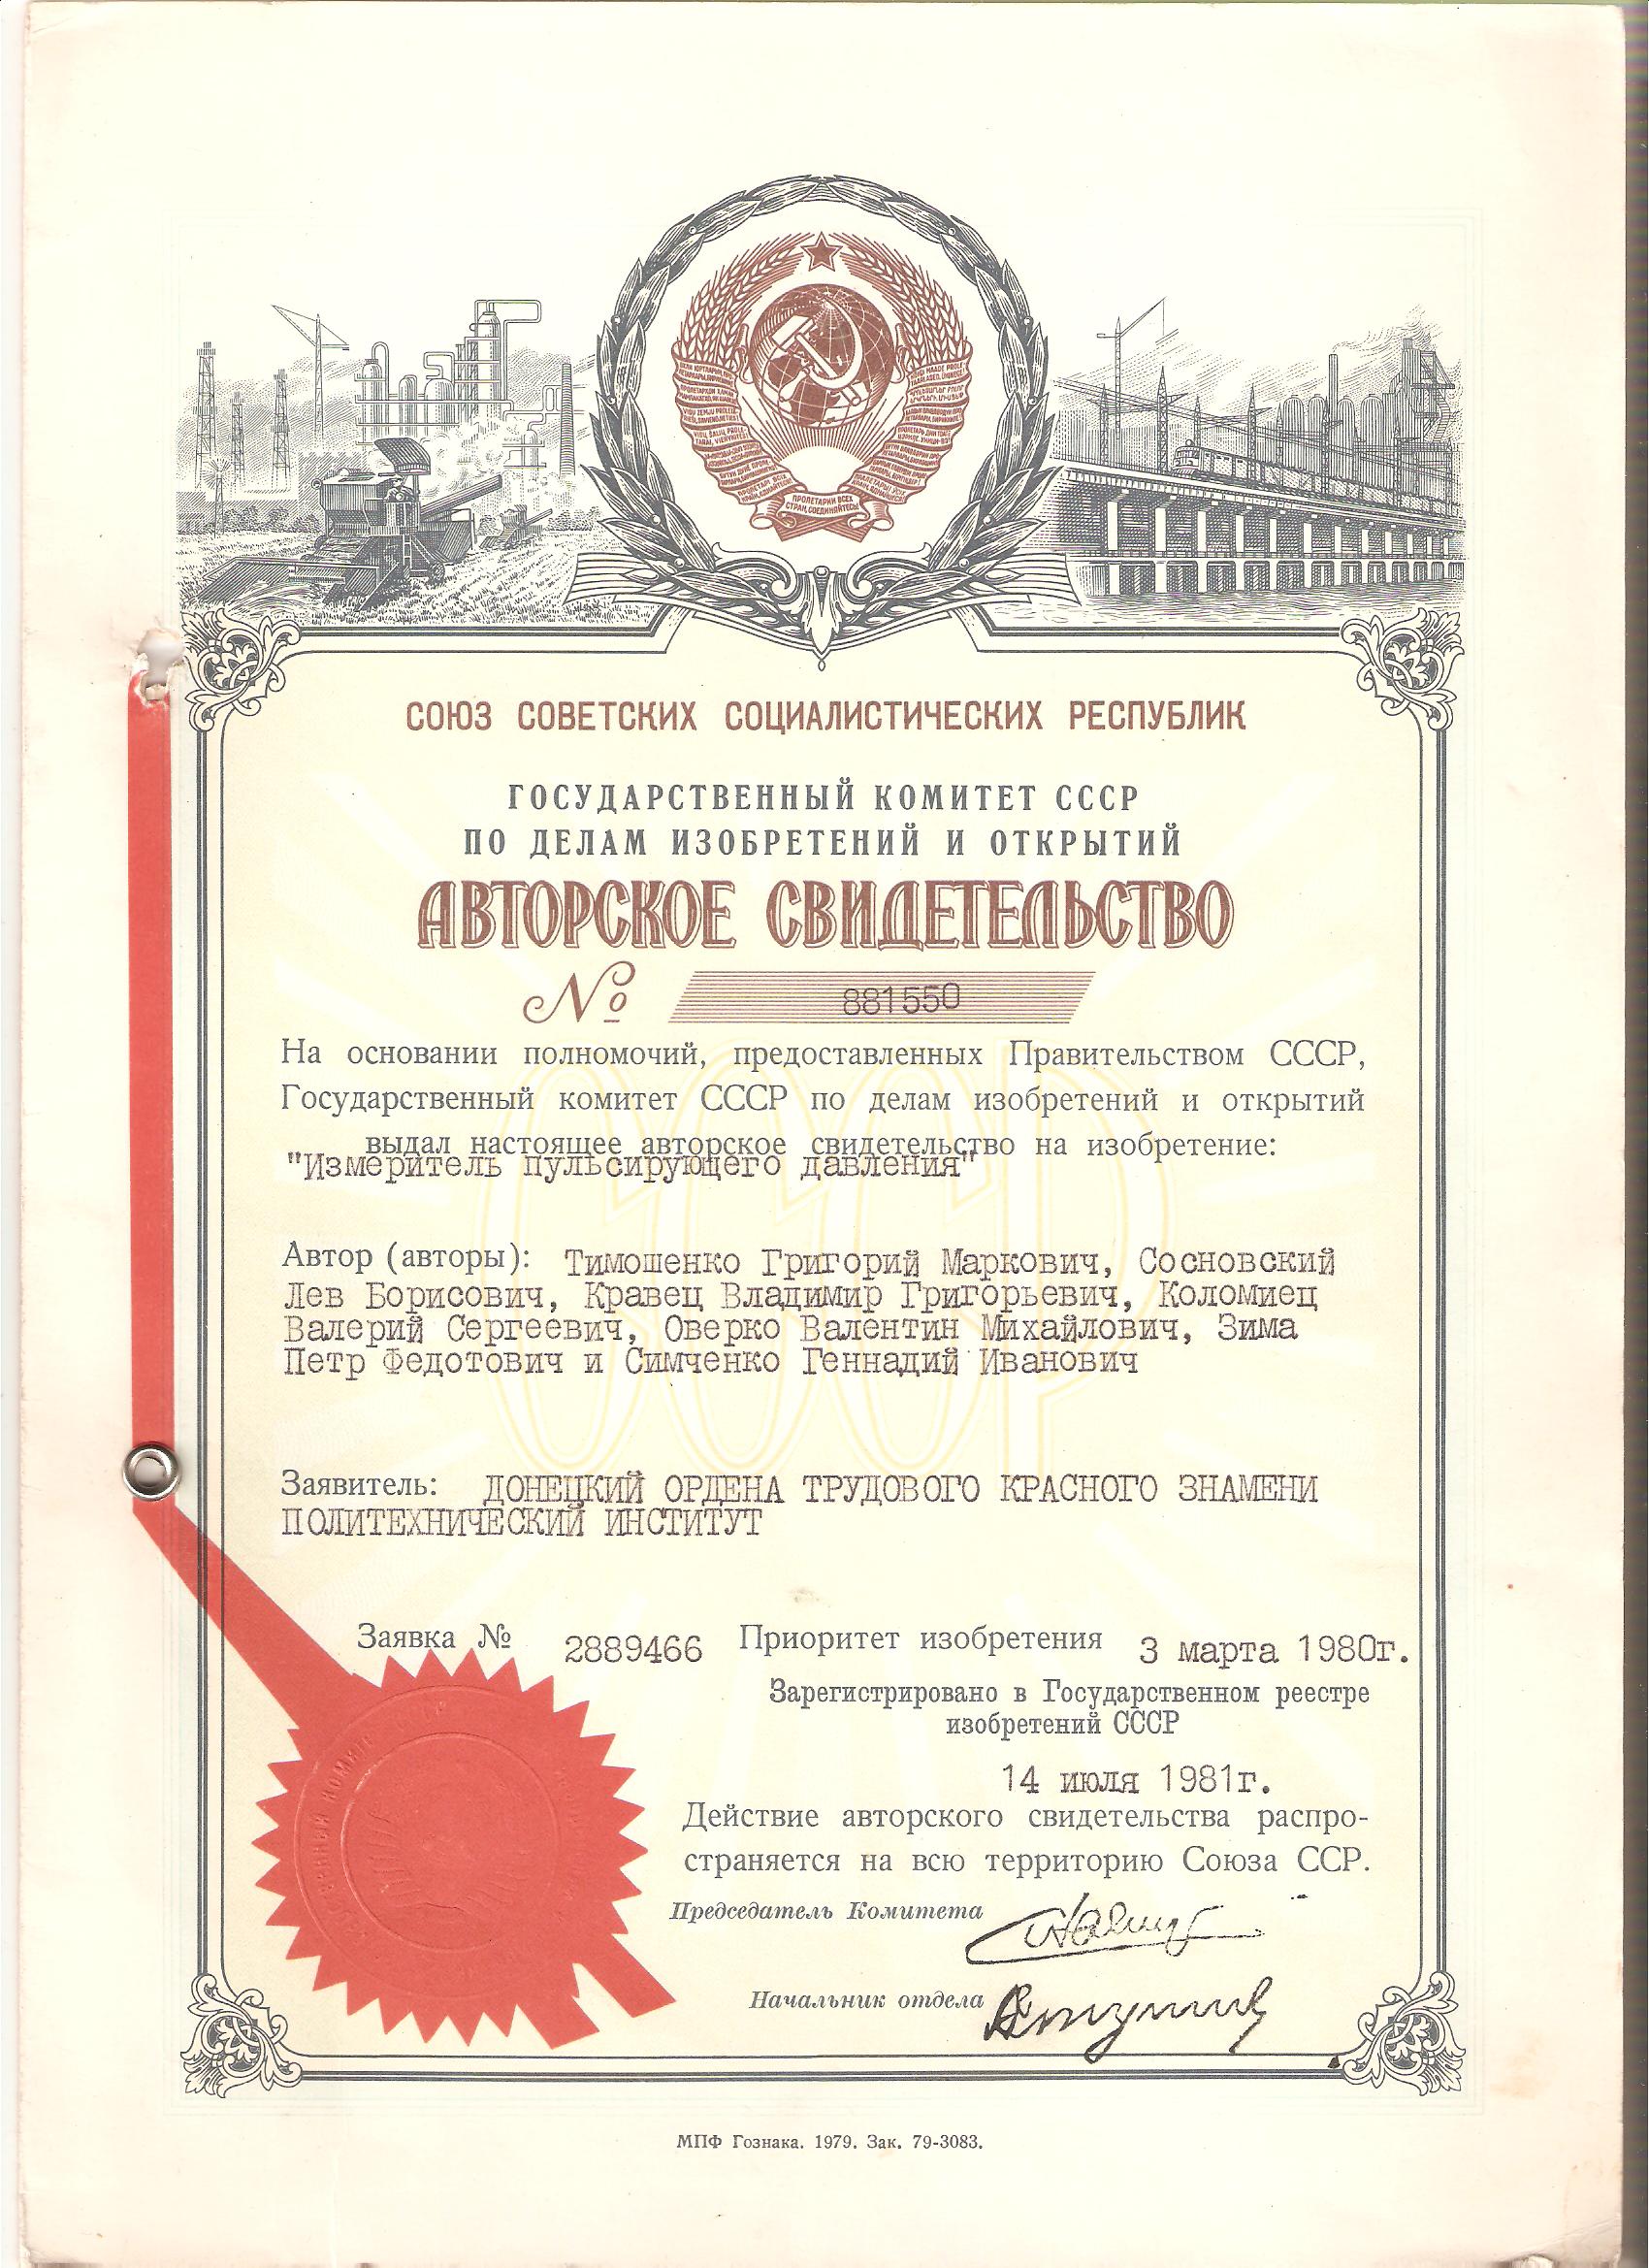 ПРОЛЕТАРИИ ВСЕХ
СТРАН, СОЕДИНЯЙТЕСЬ!
СОЮЗ СОВЕТСКИХ СОЦИАЛИСТИЧЕСКИХ РЕСПУБЛИК
ГОСУДАРСТВЕННЫЙ КОМИТЕТ СССР
ПО ДЕЛАМ ИЗОБРЕТЕНИЙ И ОТКРЫТИЙ
АВТОРСКОЕ СВИДЕТЕЛЬСТВО
№ 881550
На основании полномочий, предоставленных Правительством СССР,
Государственный комитет СССР по делам изобретений и открытий
выдал настоящее авторское свидетельство на изобретение:
"Измеритель пульсирующего давления"
Автор (авторы): Тимошенко Григорий Маркович, Сосновский
Лев Борисович, Кравец Владимир Григорьевич, Коломиец
Валерий Сергеевич, Оверко Валентин Михайлович, Зима
Петр Федотович и Симченко Геннадий Иванович
Заявитель: ДОНЕЦКИЙ ОРДЕНА ТРУДОВОГО КРАСНОГО ЗНАМЕНИ
ПОЛИТЕХНИЧЕСКИЙ ИНСТИТУТ
Заявка № 2889466 Приоритет изобретения 3 марта 1980г.
Зарегистрировано в Государственном реестре
изобретений СССР
14 июля 1981г.
Действие авторского свидетельства распро-
страняется на всю территорию Союза ССР.
Председатель Комитета
Начальник отдела
МПФ Гознака. 1979. Зак. 79-3083.
СССР